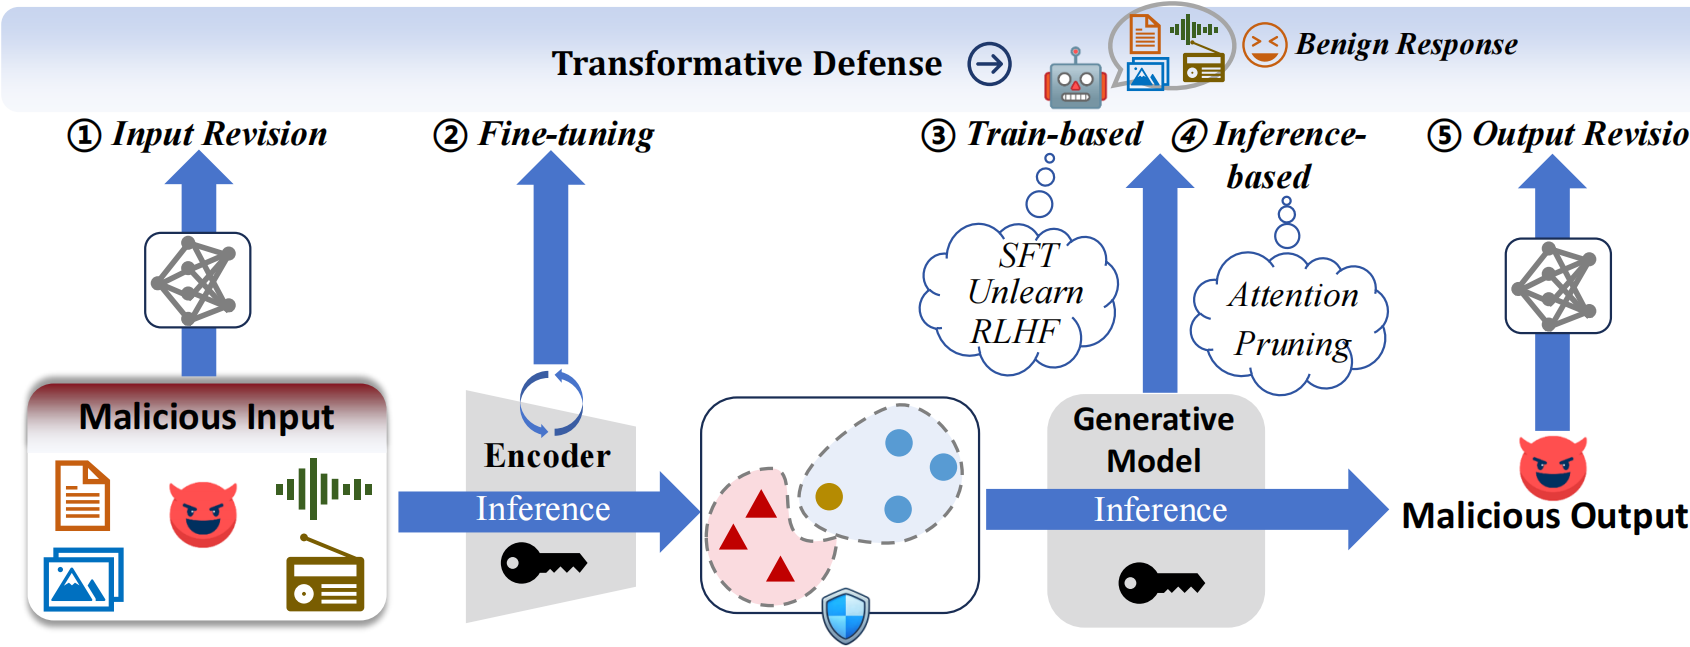 Transformative Defense
Benign Response
① Input Revision
② Fine-tuning
③ Train-based
④ Inference-
based
⑤ Output Revisio
SFT
Unlearn
RLHF
Attention
Pruning
Malicious Input
Encoder
Inference
Generative
Model
Inference
Malicious Output